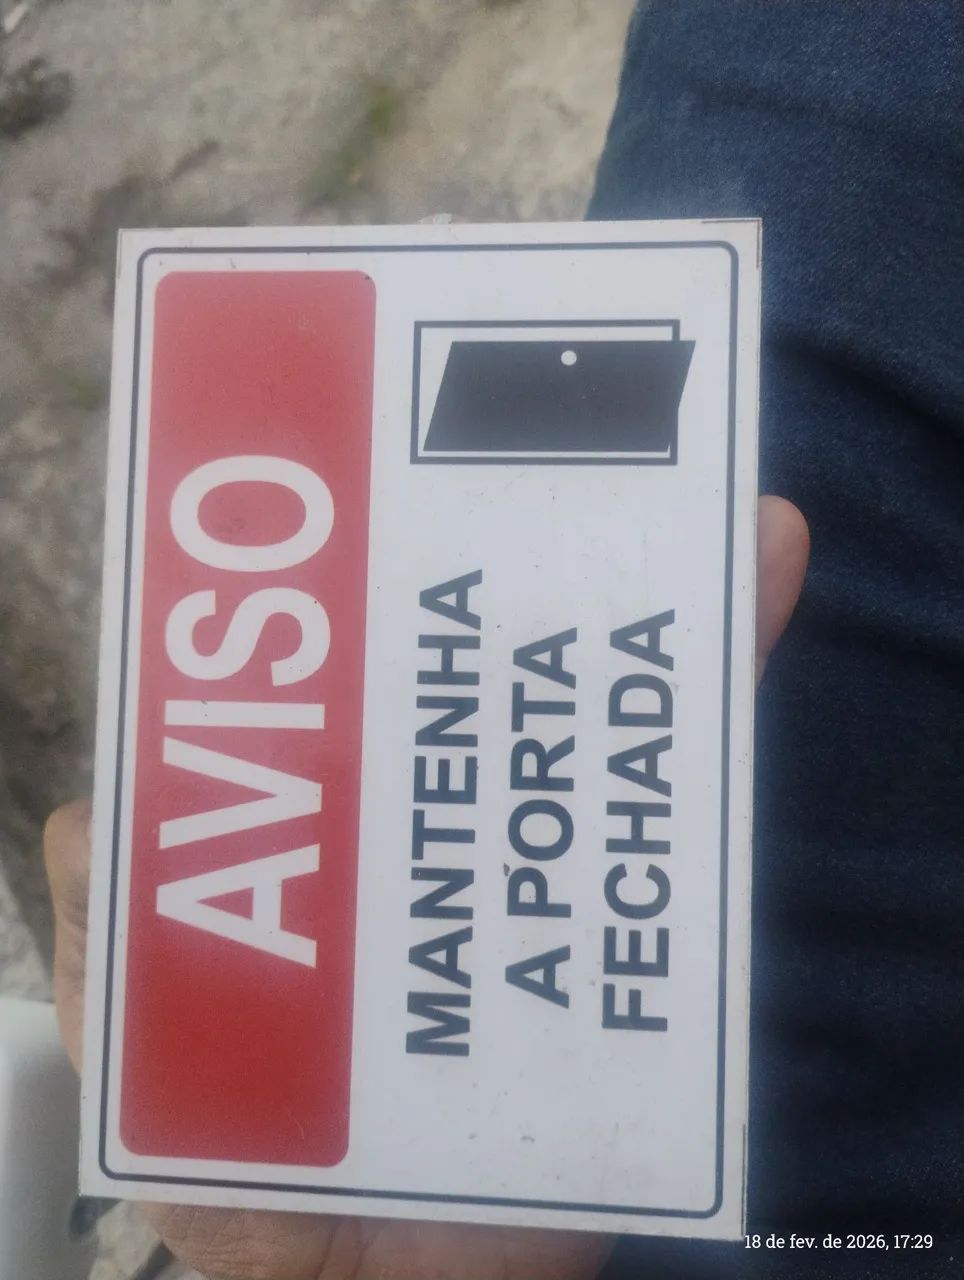 AVISO
MANTENHA
A PORTA
FECHADA
18 de fev. de 2026, 17:29